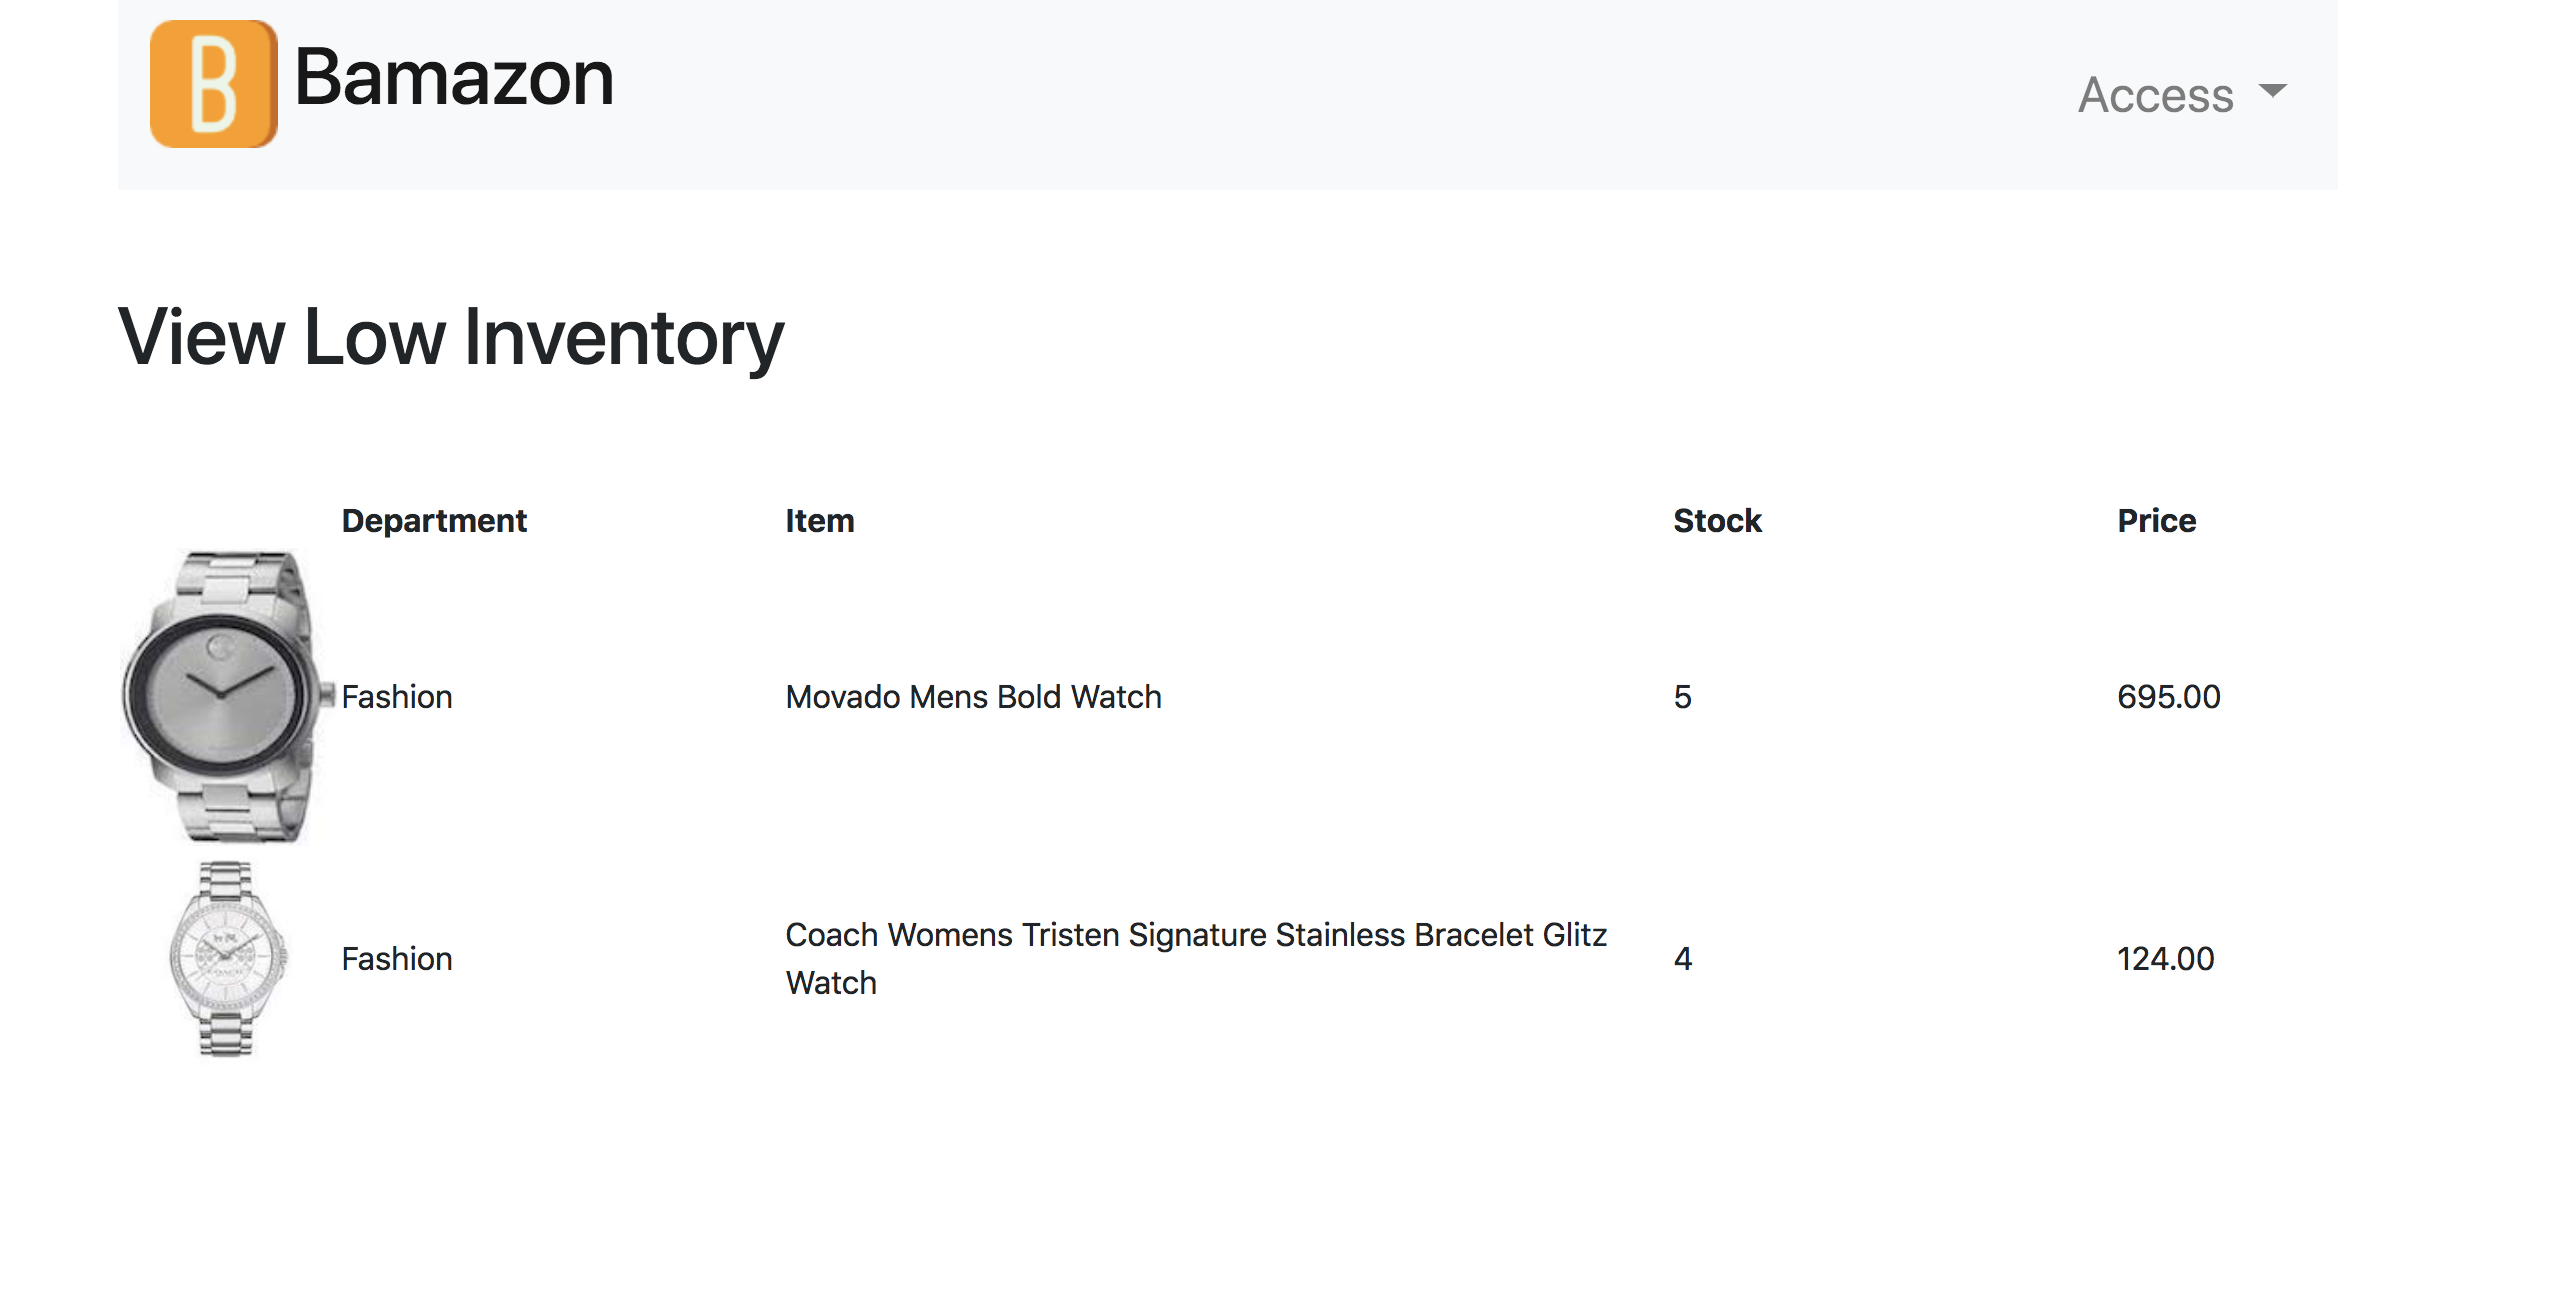 B Bamazon
Access
View Low Inventory
Department Item Stock Price
Fashion Movado Mens Bold Watch 5 695.00
Fashion Coach Womens Tristen Signature Stainless Bracelet Glitz 4 124.00
Watch